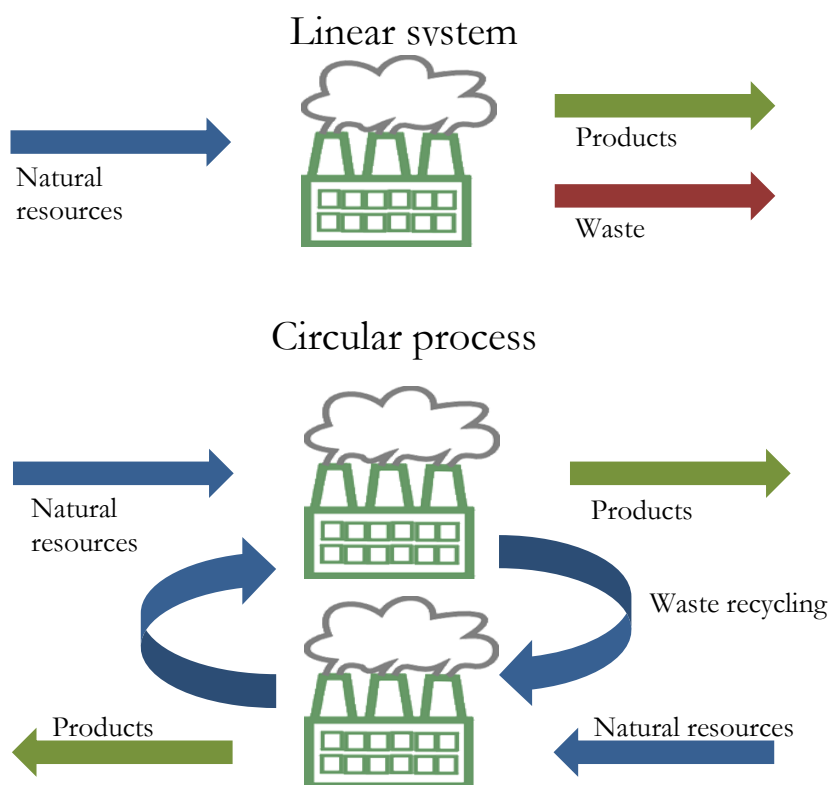 Linear system
Products
Natural
resources
Waste
Circular process
Natural
resources
Products
Waste recycling
Products
Natural resources